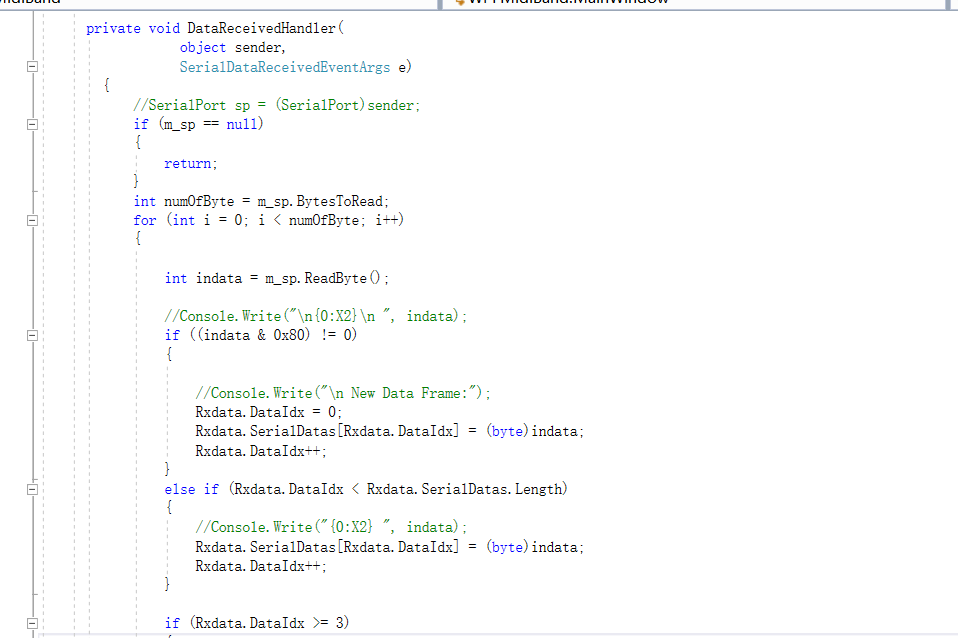 private void DataReceivedHandler(
object sender,
SerialDataReceivedEventArgs e)
{
//SerialPort sp = (SerialPort)sender;
if (m_sp == null)
{
return;
}
int numOfByte = m_sp.BytesToRead;
for (int i = 0; i < numOfByte; i++)
{
int indata = m_sp.ReadByte();
//Console.Write("\n{0:X2}\n ", indata);
if ((indata & 0x80) != 0)
{
//Console.Write("\n New Data Frame:");
Rxdata.DataIdx = 0;
Rxdata.SerialDatas[Rxdata.DataIdx] = (byte)indata;
Rxdata.DataIdx++;
}
else if (Rxdata.DataIdx < Rxdata.SerialDatas.Length)
{
//Console.Write("{0:X2} ", indata);
Rxdata.SerialDatas[Rxdata.DataIdx] = (byte)indata;
Rxdata.DataIdx++;
}
if (Rxdata.DataIdx >= 3)